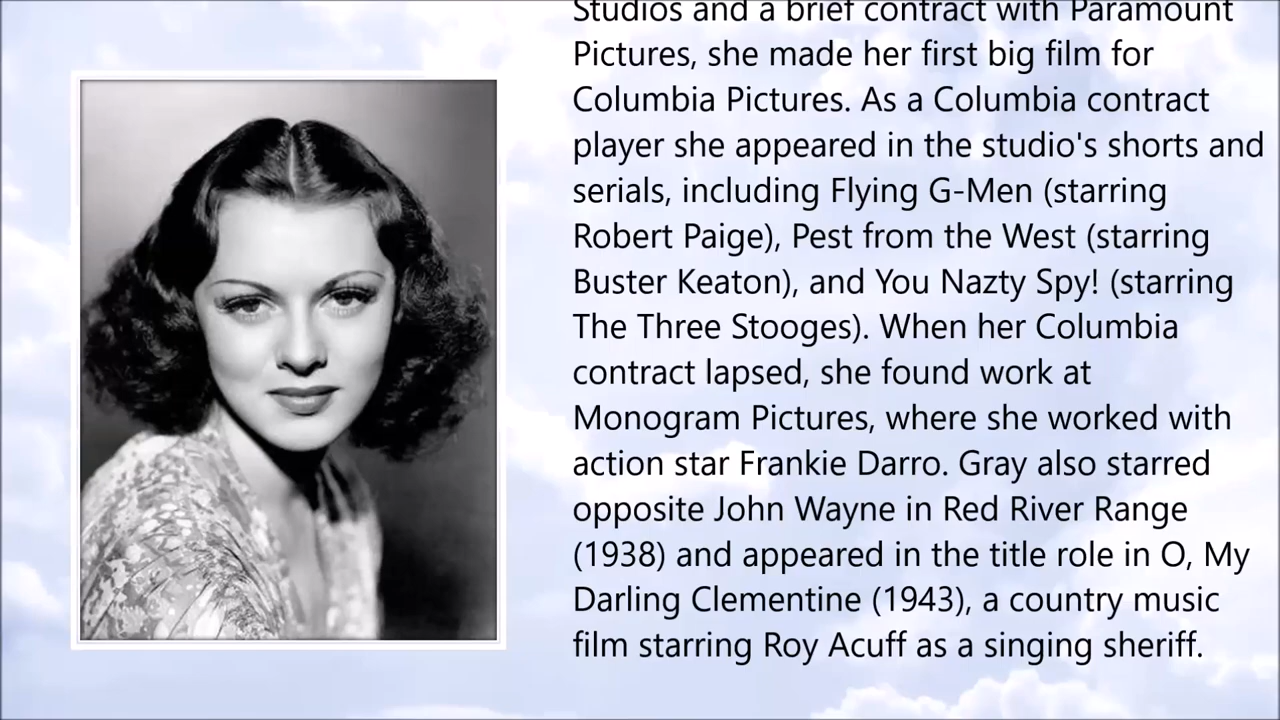 Studios and a brief contract with Paramount
Pictures, she made her first big film for
Columbia Pictures. As a Columbia contract
player she appeared in the studio's shorts and
serials, including Flying G-Men (starring
Robert Paige), Pest from the West (starring
Buster Keaton), and You Nazty Spy! (starring
The Three Stooges). When her Columbia
contract lapsed, she found work at
Monogram Pictures, where she worked with
action star Frankie Darro. Gray also starred
opposite John Wayne in Red River Range
(1938) and appeared in the title role in O, My
Darling Clementine (1943), a country music
film starring Roy Acuff as a singing sheriff.